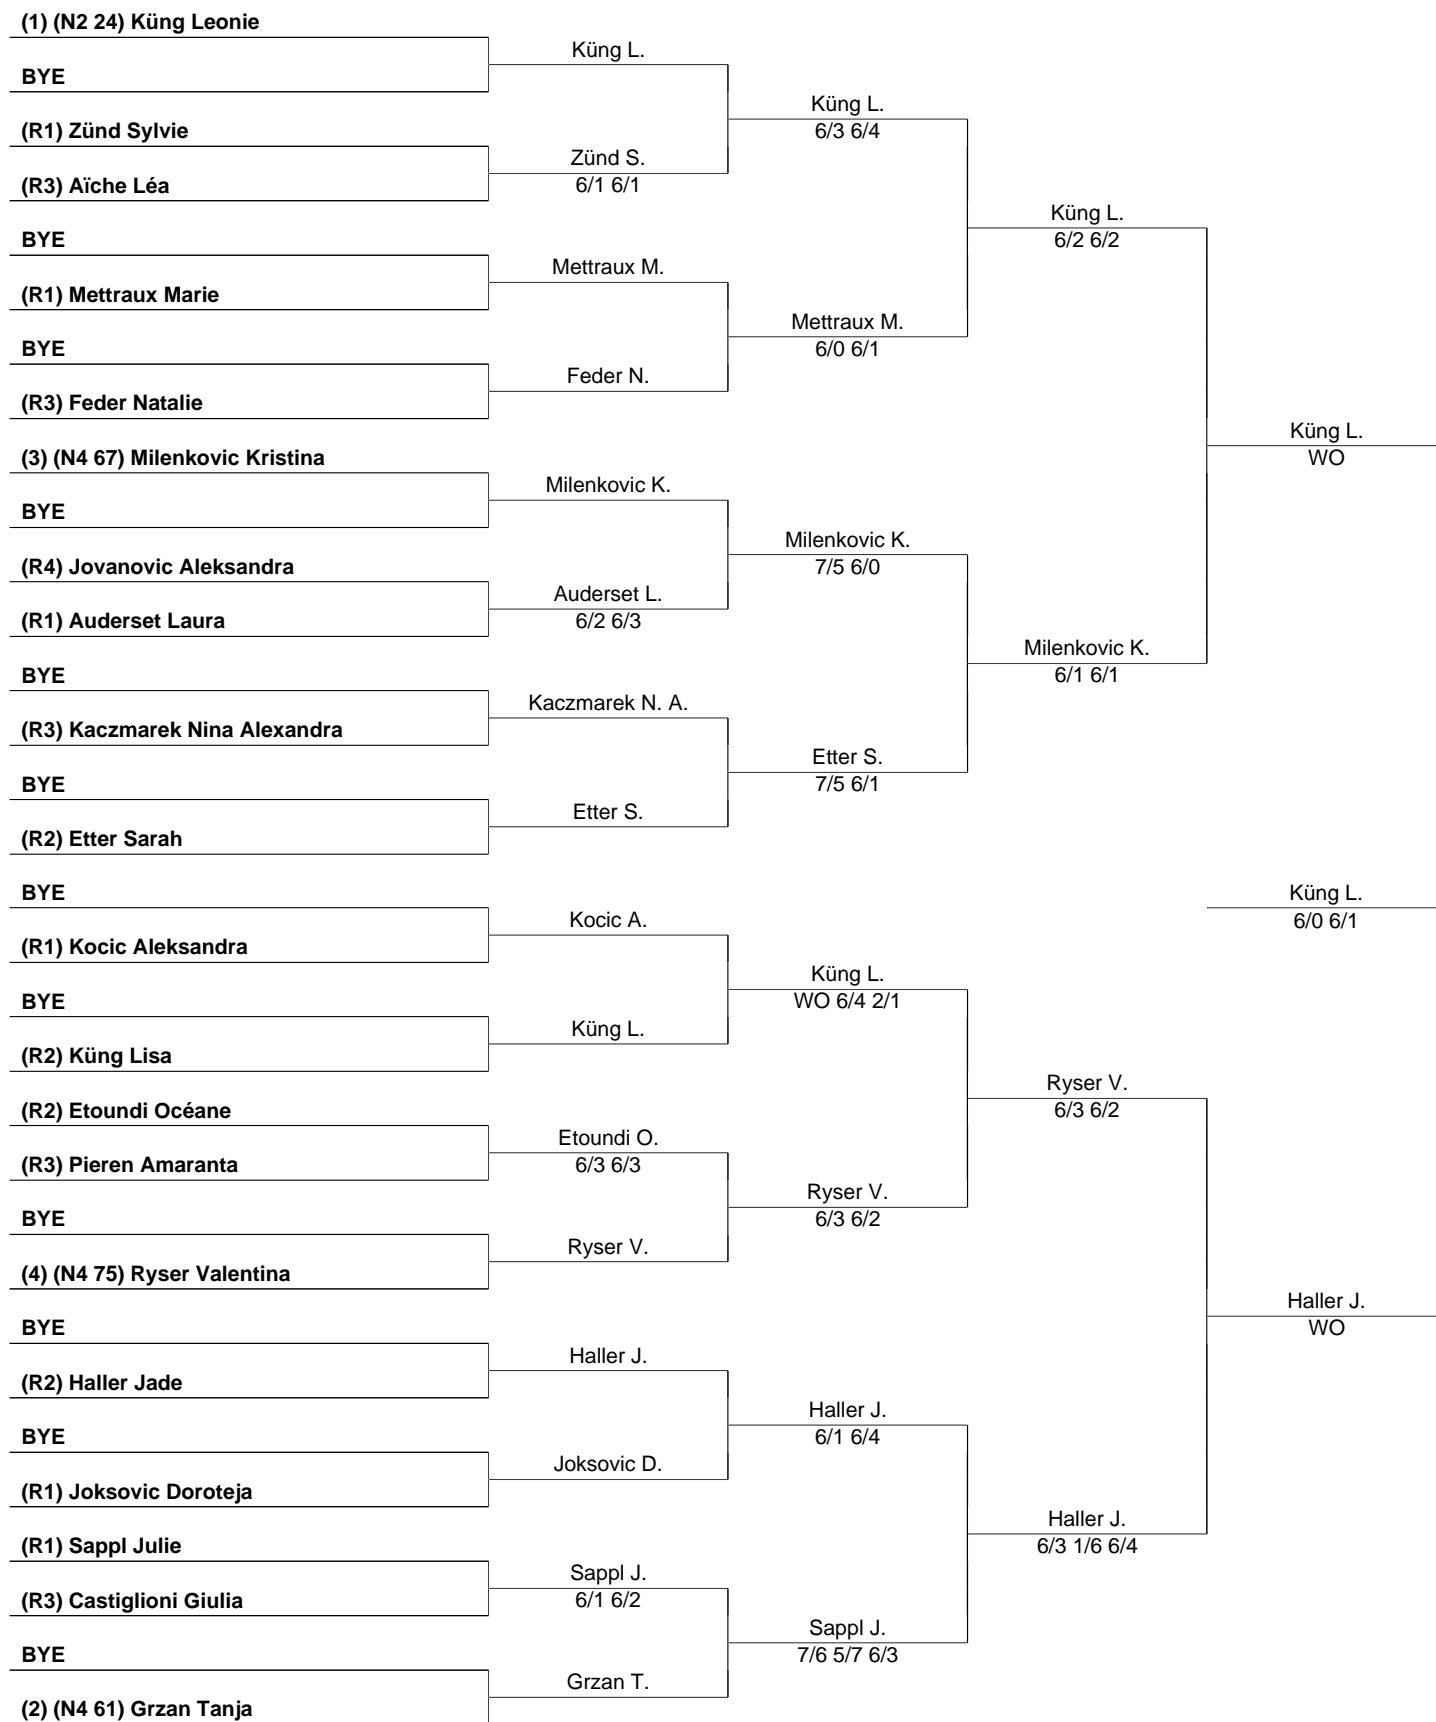 (1) (N2 24) Küng Leonie
Küng L.
BYE
Küng L.
6/3 6/4
(R1) Zünd Sylvie
Zünd S.
6/1 6/1
(R3) Aïche Léa
Küng L.
6/2 6/2
BYE
Mettraux M.
(R1) Mettraux Marie
Mettraux M.
6/0 6/1
BYE
Feder N.
(R3) Feder Natalie
Küng L.
WO
(3) (N4 67) Milenkovic Kristina
Milenkovic K.
BYE
Milenkovic K.
7/5 6/0
(R4) Jovanovic Aleksandra
Auderset L.
6/2 6/3
(R1) Auderset Laura
Milenkovic K.
6/1 6/1
BYE
Kaczmarek N. A.
(R3) Kaczmarek Nina Alexandra
Etter S.
7/5 6/1
BYE
Etter S.
(R2) Etter Sarah
BYE
Küng L.
6/0 6/1
Kocic A.
(R1) Kocic Aleksandra
Küng L.
WO 6/4 2/1
BYE
Küng L.
(R2) Küng Lisa
Ryser V.
6/3 6/2
(R2) Etoundi Océane
Etoundi O.
6/3 6/3
(R3) Pieren Amaranta
Ryser V.
6/3 6/2
BYE
Ryser V.
(4) (N4 75) Ryser Valentina
Haller J.
WO
BYE
Haller J.
(R2) Haller Jade
Haller J.
6/1 6/4
BYE
Joksovic D.
(R1) Joksovic Doroteja
Haller J.
6/3 1/6 6/4
(R1) Sappl Julie
Sappl J.
6/1 6/2
(R3) Castiglioni Giulia
Sappl J.
7/6 5/7 6/3
BYE
Grzan T.
(2) (N4 61) Grzan Tanja